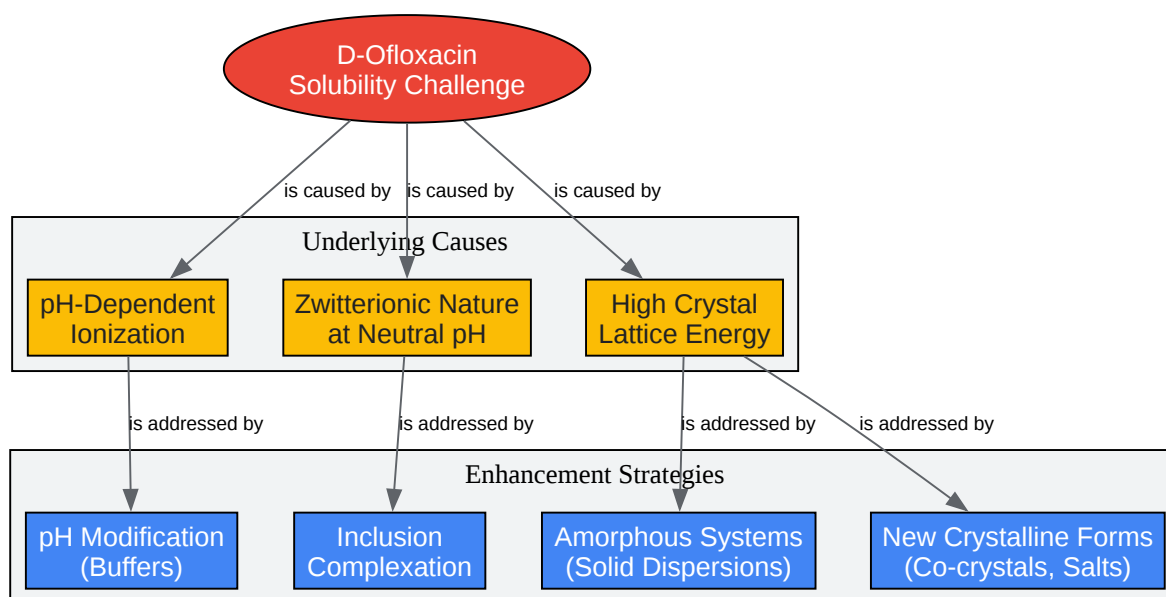 D-Ofloxacin
Solubility Challenge
is caused by
is caused by
is caused by
Underlying Causes
pH-Dependent
Ionization
Zwitterionic Nature
at Neutral pH
High Crystal
Lattice Energy
is addressed by
is addressed by
is addressed by
is addressed by
Enhancement Strategies
pH Modification
(Buffers)
Inclusion
Complexation
Amorphous Systems
(Solid Dispersions)
New Crystalline Forms
(Co-crystals, Salts)